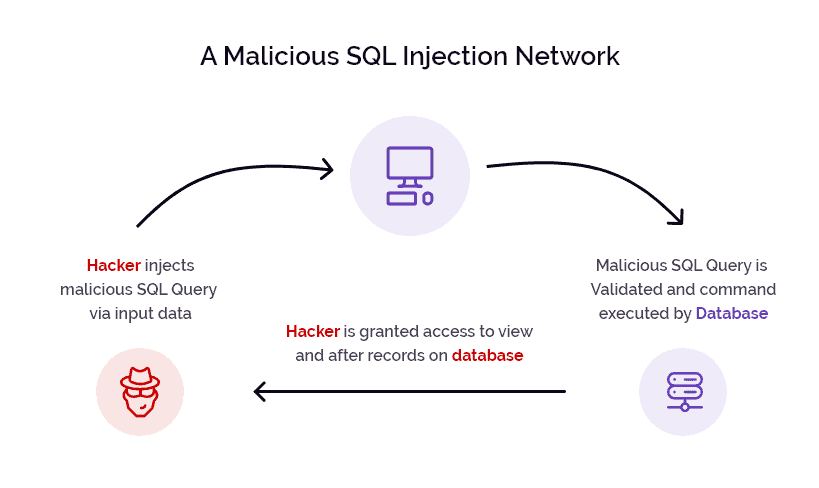 A Malicious SQL Injection Network
Hacker injects
malicious SQL Query
via input data
Malicious SQL Query is
Validated and command
executed by Database
Hacker is granted access to view
and after records on database